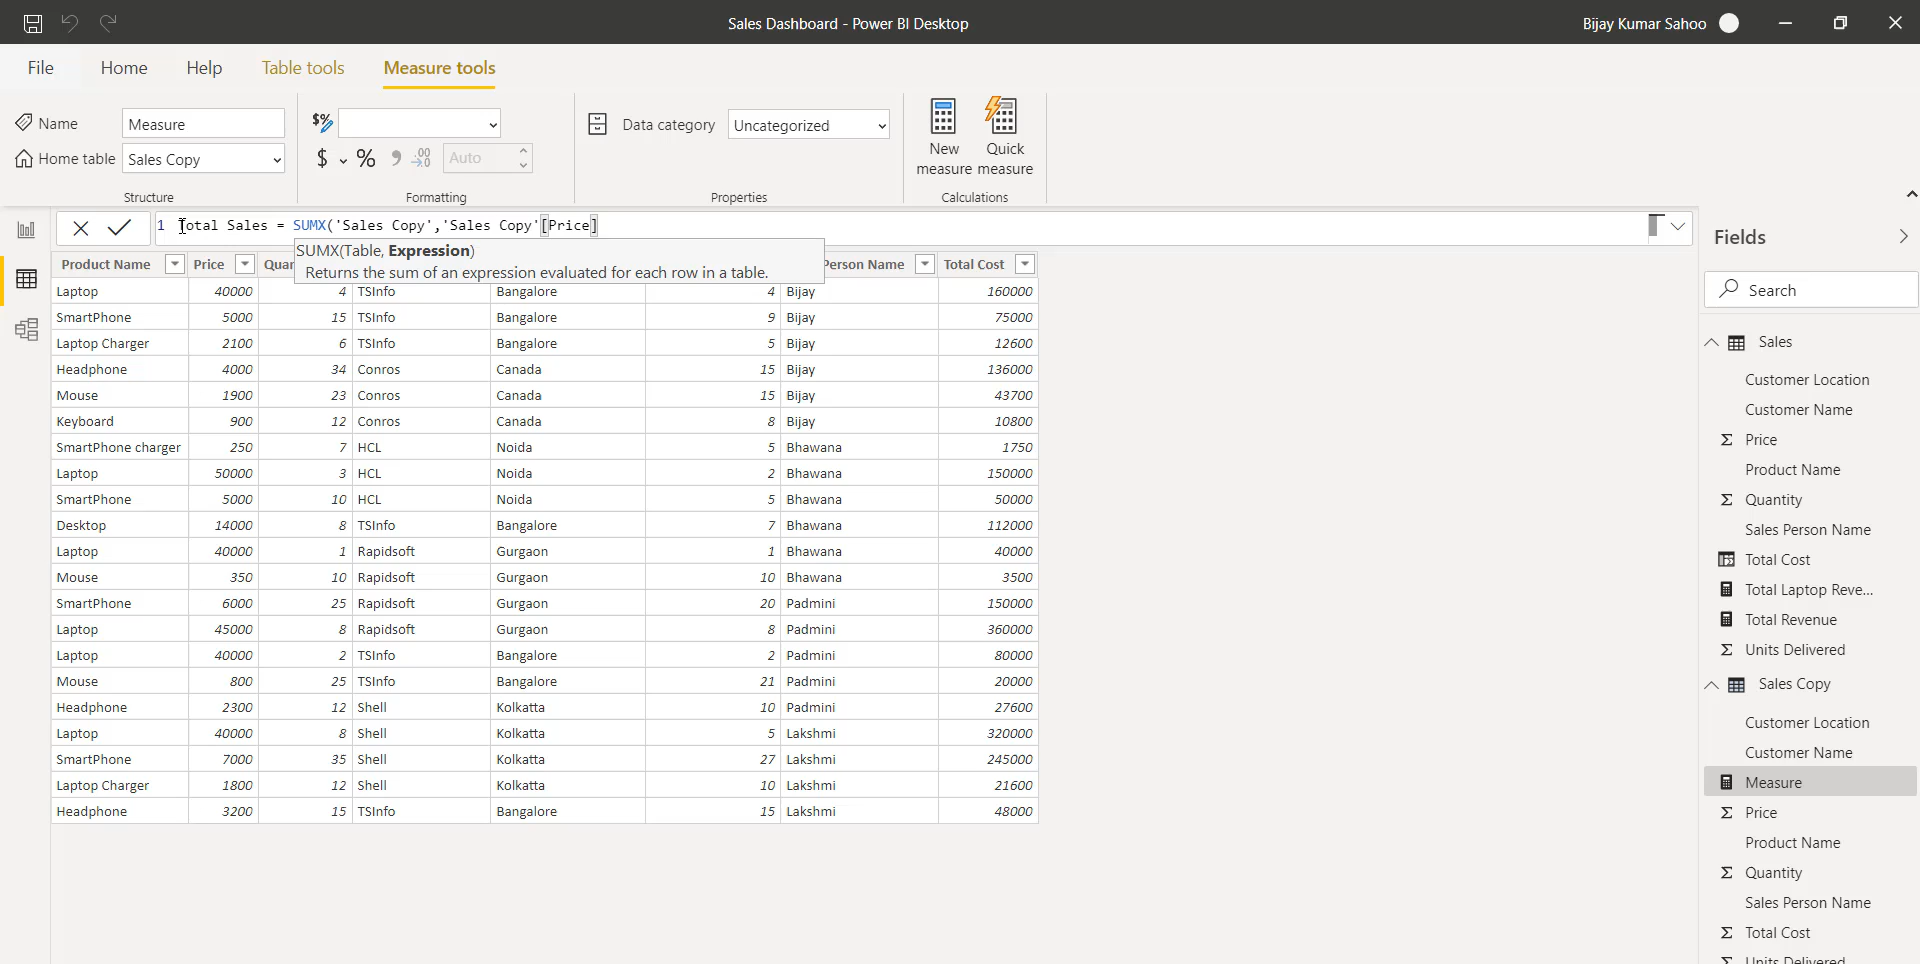 Sales Dashboard - Power BI Desktop
Bijay Kumar Sahoo
File Home Help Table tools Measure tools
Name Measure
Home table Sales Copy
Structure
$ % Auto
Formatting
Data category Uncategorized
Properties
New measure
Quick measure
Calculations
1 Total Sales = SUMX('Sales Copy','Sales Copy'[Price]
SUMX(Table, Expression)
Returns the sum of an expression evaluated for each row in a table.
Product Name Price Quan Person Name Total Cost
Laptop 40000 4 TSInfo Bangalore 4 Bijay 160000
SmartPhone 5000 15 TSInfo Bangalore 9 Bijay 75000
Laptop Charger 2100 6 TSInfo Bangalore 5 Bijay 12600
Headphone 4000 34 Conros Canada 15 Bijay 136000
Mouse 1900 23 Conros Canada 15 Bijay 43700
Keyboard 900 12 Conros Canada 8 Bijay 10800
SmartPhone charger 250 7 HCL Noida 5 Bhawana 1750
Laptop 50000 3 HCL Noida 2 Bhawana 150000
SmartPhone 5000 10 HCL Noida 5 Bhawana 50000
Desktop 14000 8 TSInfo Bangalore 7 Bhawana 112000
Laptop 40000 1 Rapidsoft Gurgaon 1 Bhawana 40000
Mouse 350 10 Rapidsoft Gurgaon 10 Bhawana 3500
SmartPhone 6000 25 Rapidsoft Gurgaon 20 Padmini 150000
Laptop 45000 8 Rapidsoft Gurgaon 8 Padmini 360000
Laptop 40000 2 TSInfo Bangalore 2 Padmini 80000
Mouse 800 25 TSInfo Bangalore 21 Padmini 20000
Headphone 2300 12 Shell Kolkatta 10 Padmini 27600
Laptop 40000 8 Shell Kolkatta 5 Lakshmi 320000
SmartPhone 7000 35 Shell Kolkatta 27 Lakshmi 245000
Laptop Charger 1800 12 Shell Kolkatta 10 Lakshmi 21600
Headphone 3200 15 TSInfo Bangalore 15 Lakshmi 48000
Fields
Search
Sales
Customer Location
Customer Name
Σ Price
Product Name
Σ Quantity
Sales Person Name
Total Cost
Total Laptop Reve...
Total Revenue
Σ Units Delivered
Sales Copy
Customer Location
Customer Name
Measure
Σ Price
Product Name
Σ Quantity
Sales Person Name
Σ Total Cost
Σ Units Delivered